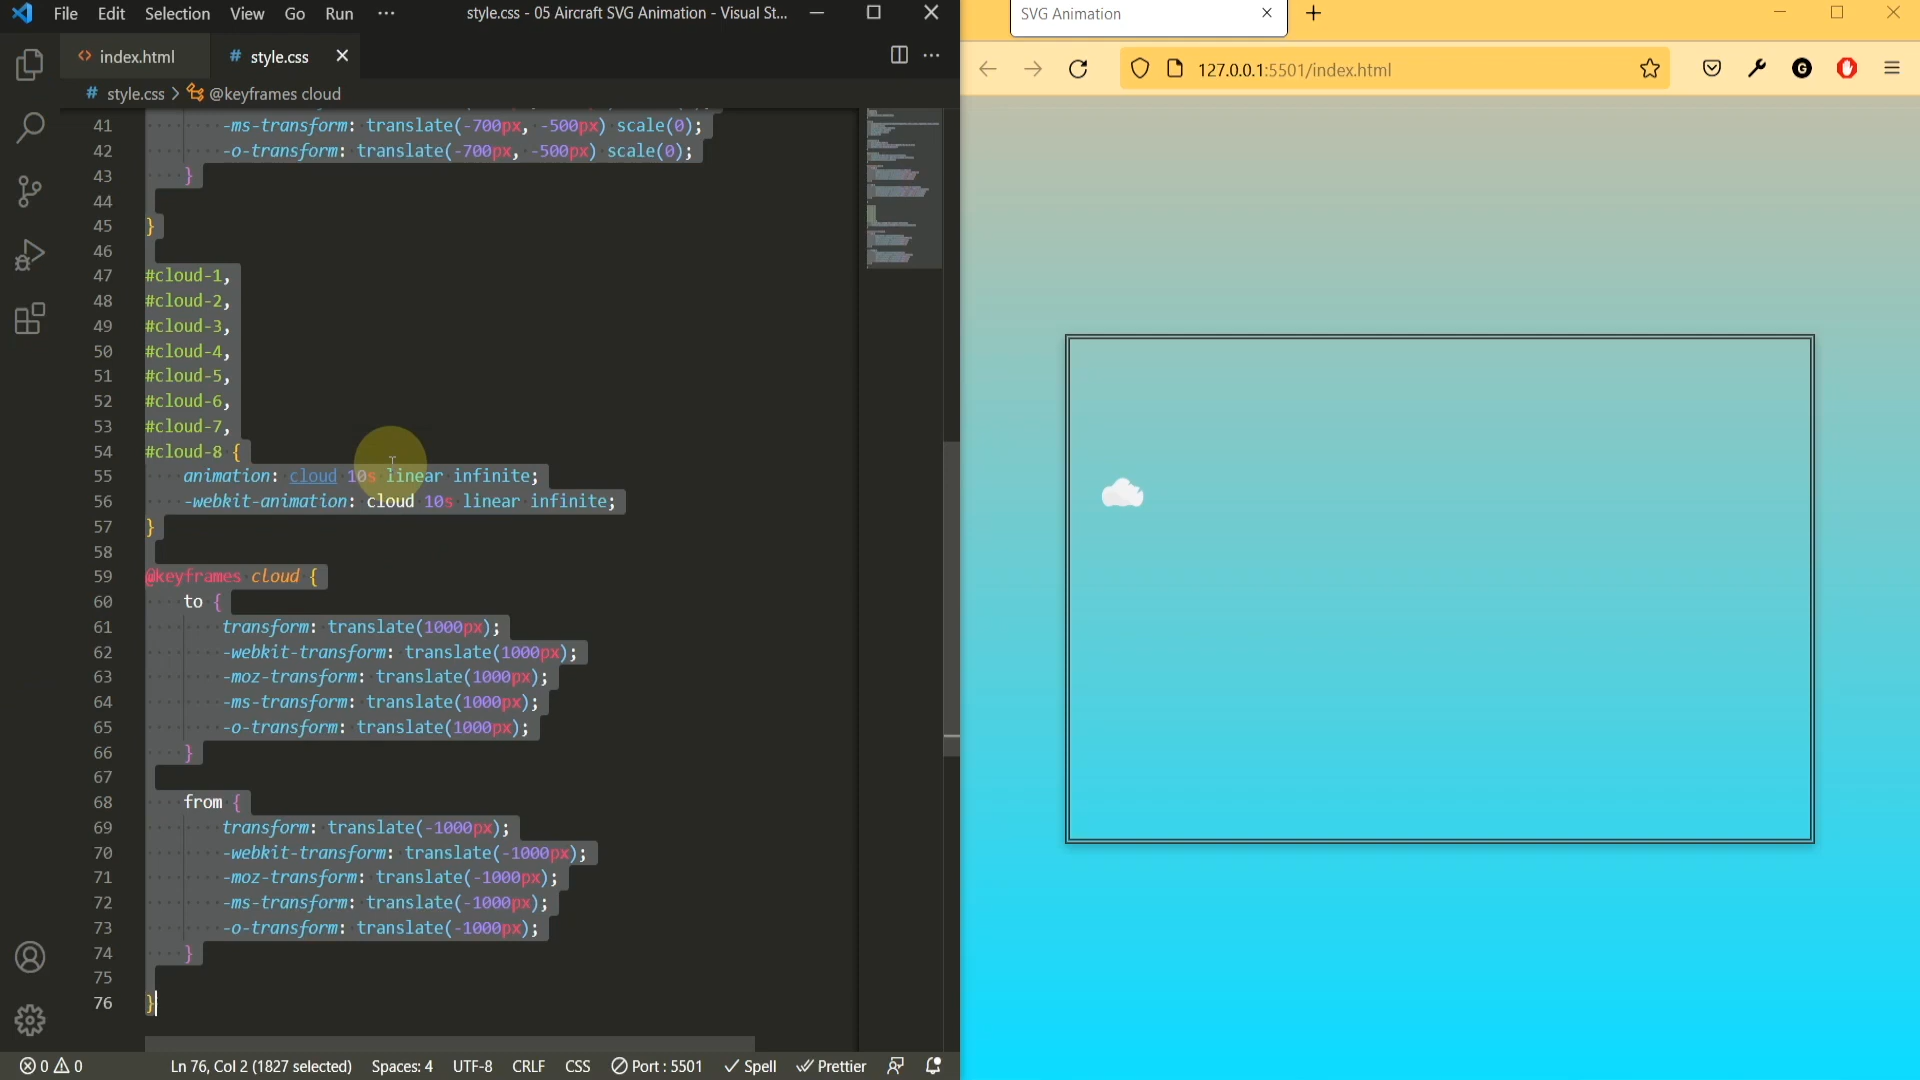 File Edit Selection View Go Run ··· style.css - 05 Aircraft SVG Animation - Visual St...
index.html # style.css
# style.css > @keyframes cloud
41 -ms-transform: translate(-700px, -500px) scale(0);
42 -o-transform: translate(-700px, -500px) scale(0);
43 }
44
45 }
46
47 #cloud-1,
48 #cloud-2,
49 #cloud-3,
50 #cloud-4,
51 #cloud-5,
52 #cloud-6,
53 #cloud-7,
54 #cloud-8 {
55 animation: cloud 10s linear infinite;
56 -webkit-animation: cloud 10s linear infinite;
57 }
58
59 @keyframes cloud {
60 to {
61 transform: translate(1000px);
62 -webkit-transform: translate(1000px);
63 -moz-transform: translate(1000px);
64 -ms-transform: translate(1000px);
65 -o-transform: translate(1000px);
66 }
67
68 from {
69 transform: translate(-1000px);
70 -webkit-transform: translate(-1000px);
71 -moz-transform: translate(-1000px);
72 -ms-transform: translate(-1000px);
73 -o-transform: translate(-1000px);
74 }
75
76 }
0 0 Ln 76, Col 2 (1827 selected) Spaces: 4 UTF-8 CRLF CSS Port : 5501 Spell Prettier
SVG Animation
127.0.0.1:5501/index.html
G